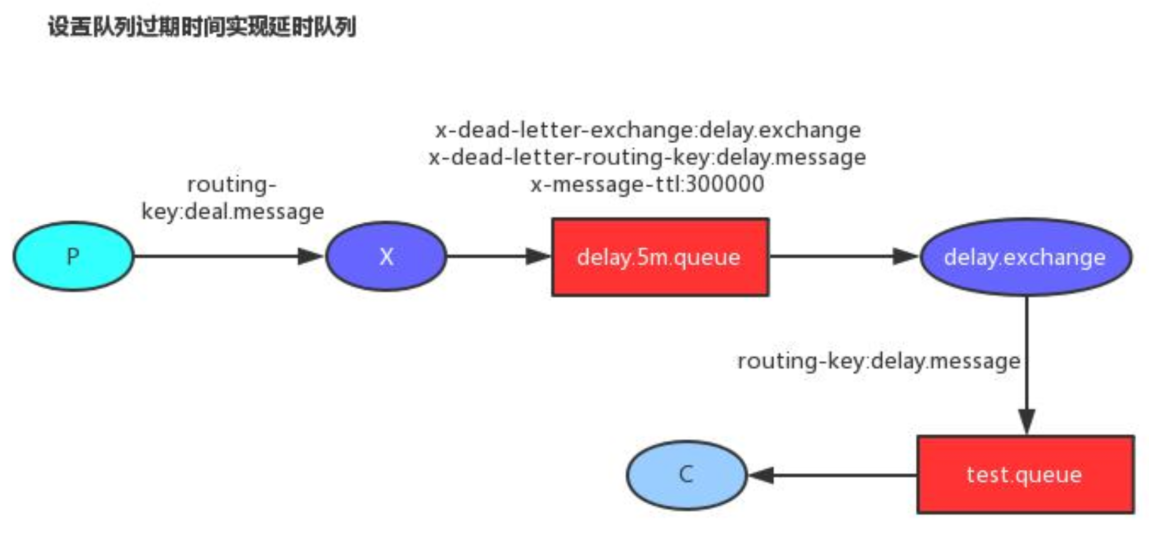 设置队列过期时间实现延时队列
x-dead-letter-exchange:delay.exchange
x-dead-letter-routing-key:delay.message
x-message-ttl:300000
routing-
key:deal.message
P
X
delay.5m.queue
delay.exchange
routing-key:delay.message
C
test.queue